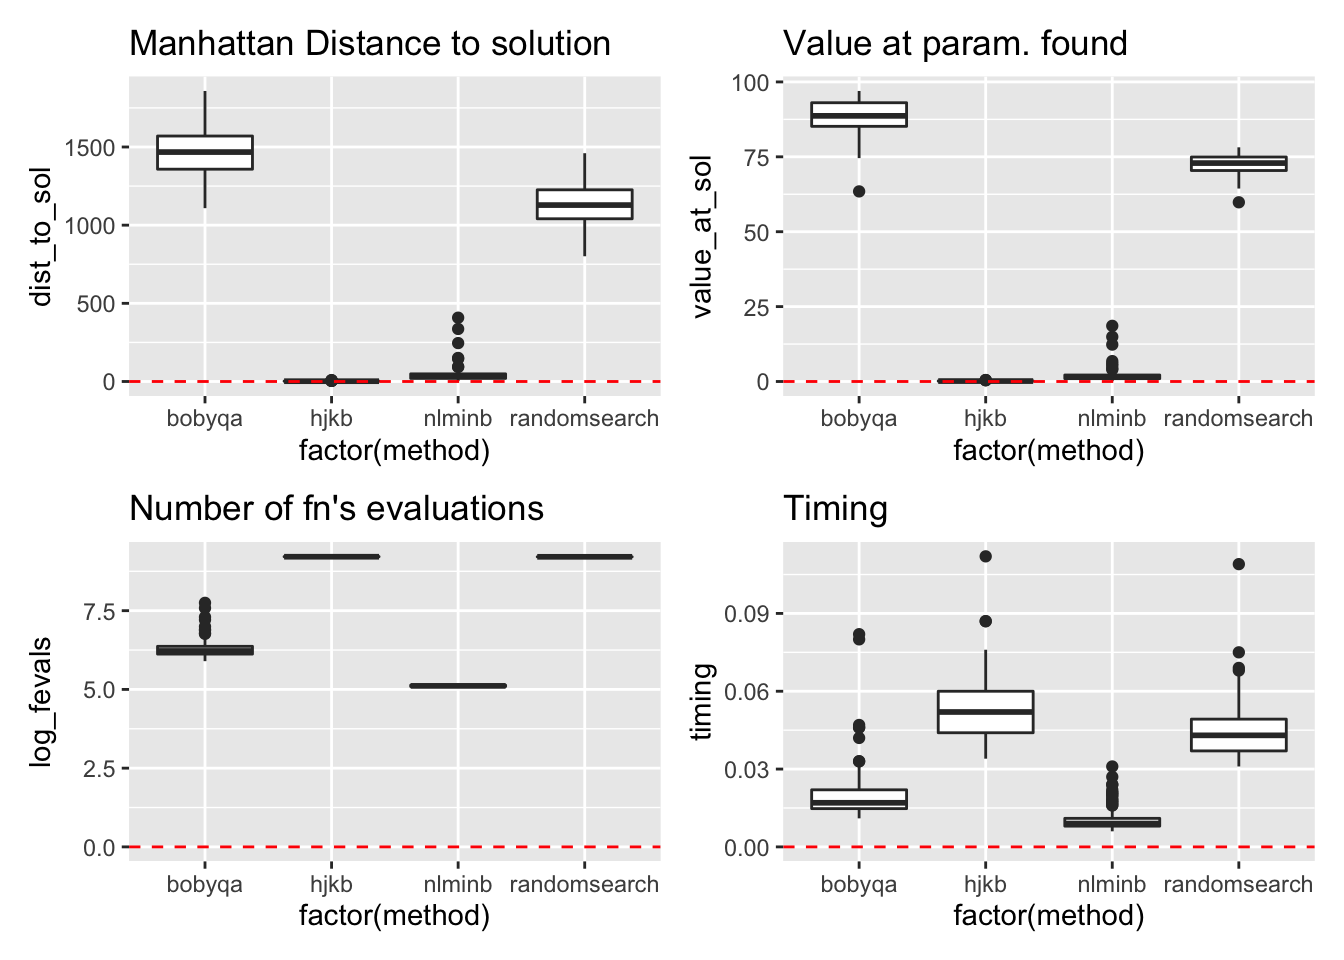 Manhattan Distance to solution
dist_to_sol
1500
1000
500
0
bobyqa hjkb nlminb randomsearch
factor(method)
Value at param. found
value_at_sol
100
75
50
25
0
bobyqa hjkb nlminb randomsearch
factor(method)
Number of fn's evaluations
log_fevals
7.5
5.0
2.5
0.0
bobyqa hjkb nlminb randomsearch
factor(method)
Timing
timing
0.09
0.06
0.03
0.00
bobyqa hjkb nlminb randomsearch
factor(method)